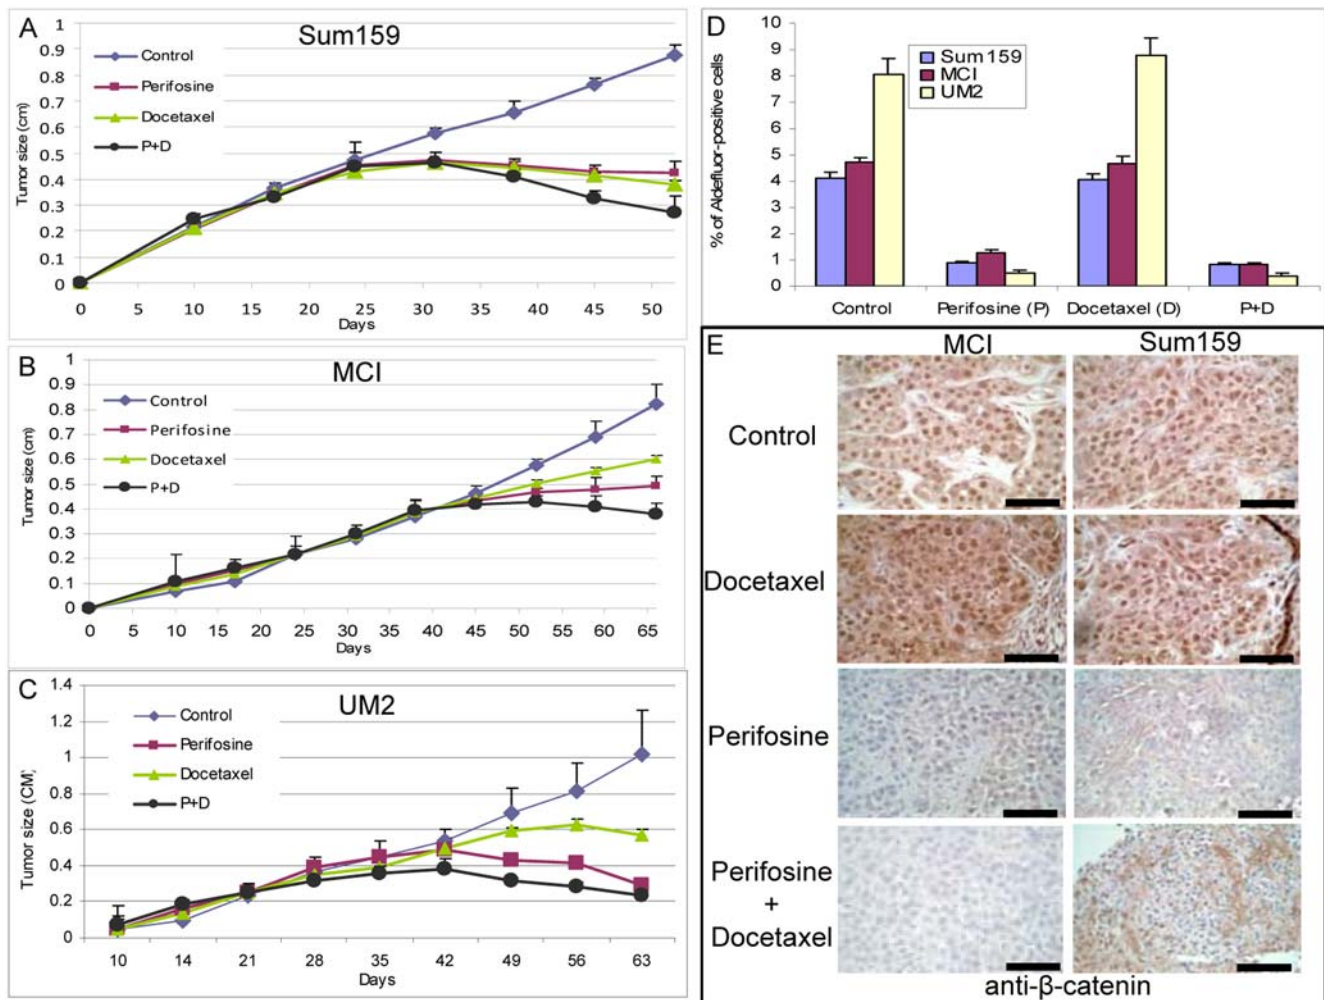 A
Sum159
Control
Perifosine
Docetaxel
P+D
Tumor size (cm)
1
0.9
0.8
0.7
0.6
0.5
0.4
0.3
0.2
0.1
0
0 5 10 15 20 25 30 35 40 45 50
Days
B
MCI
Control
Perifosine
Docetaxel
P+D
Tumor size (cm)
1
0.9
0.8
0.7
0.6
0.5
0.4
0.3
0.2
0.1
0
0 5 10 15 20 25 30 35 40 45 50 55 60 65
Days
C
UM2
Control
Perifosine
Docetaxel
P+D
Tumor size (CM)
1.4
1.2
1
0.8
0.6
0.4
0.2
0
10 14 21 28 35 42 49 56 63
Days
D
Sum 159
MCI
UM2
% of Aldefluor-positive cells
10
9
8
7
6
5
4
3
2
1
0
Control Perifosine (P) Docetaxel (D) P+D
E
MCI Sum159
Control
Docetaxel
Perifosine
Perifosine
+
Docetaxel
anti-β-catenin